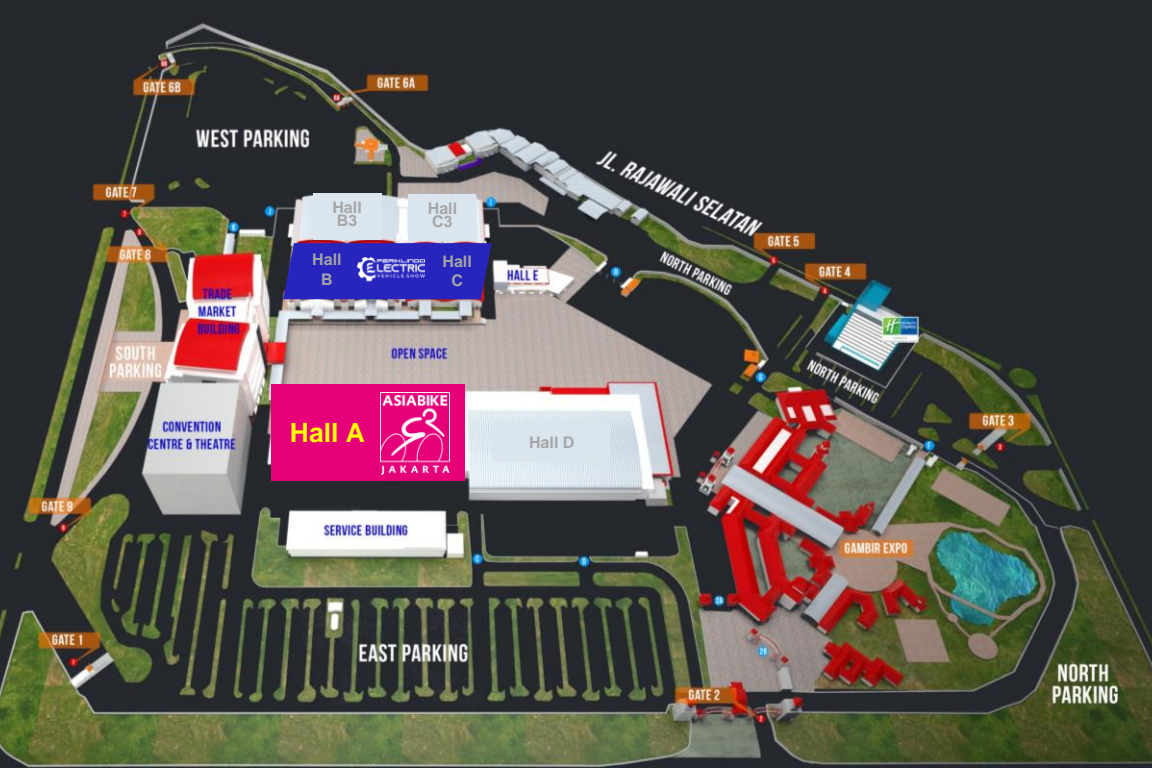 GATE 6B
GATE 6A
WEST PARKING
JL. RAJAWALI SELATAN
GATE 7
GATE 8
Hall
B3
Hall
C3
Hall
B
PERIKLINDO
ELECTRIC
VEHICLE SHOW
Hall
C
HALL E
NORTH PARKING
GATE 5
GATE 4
TRADE
MARKET
BUILDING
SOUTH
PARKING
OPEN SPACE
NORTH PARKING
GATE 3
CONVENTION
CENTRE & THEATRE
Hall A
ASIABIKE
JAKARTA
Hall D
GATE 9
SERVICE BUILDING
GAMBIR EXPO
GATE 1
EAST PARKING
GATE 2
NORTH
PARKING